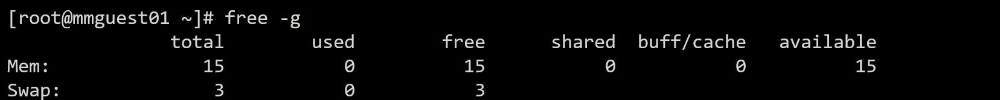 [root@mmguest01 ~]# free -g
              total        used        free      shared  buff/cache   available
Mem:             15           0          15           0           0          15
Swap:             3           0           3